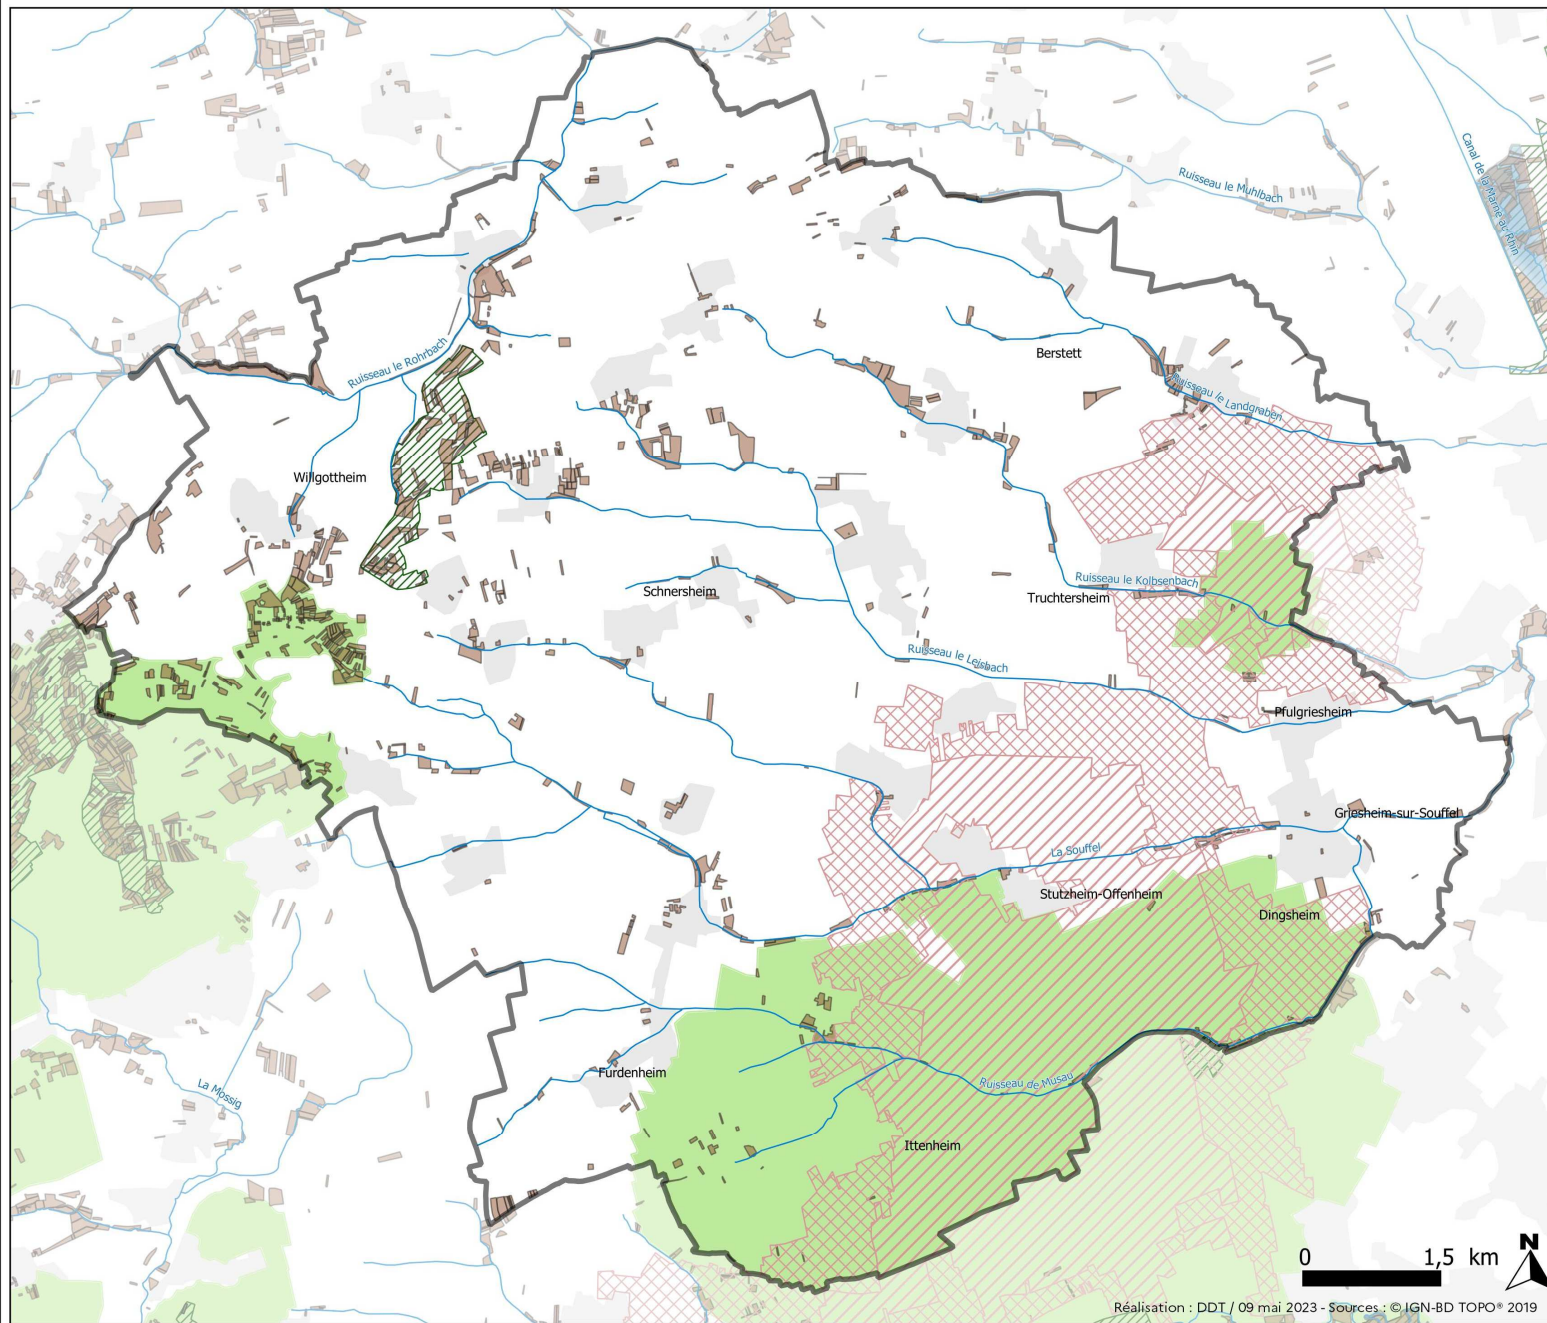 Canal de la Marne au Rhin
Ruisseau le Muhlbach
Ruisseau le Rohrbach
Berstett
Ruisseau le Landgraben
Willgottheim
Schnersheim
Ruisseau le Kolbsenbach
Truchtersheim
Ruisseau le Leisbach
Pfulgriesheim
Griesheim-sur-Souffel
La Souffel
Stutzheim-Offenheim
Dingsheim
Furdenheim
Ruisseau de Musau
La Mossig
Ittenheim
0 1,5 km
N
Réalisation : DDT / 09 mai 2023 - Sources : © IGN-BD TOPO® 2019